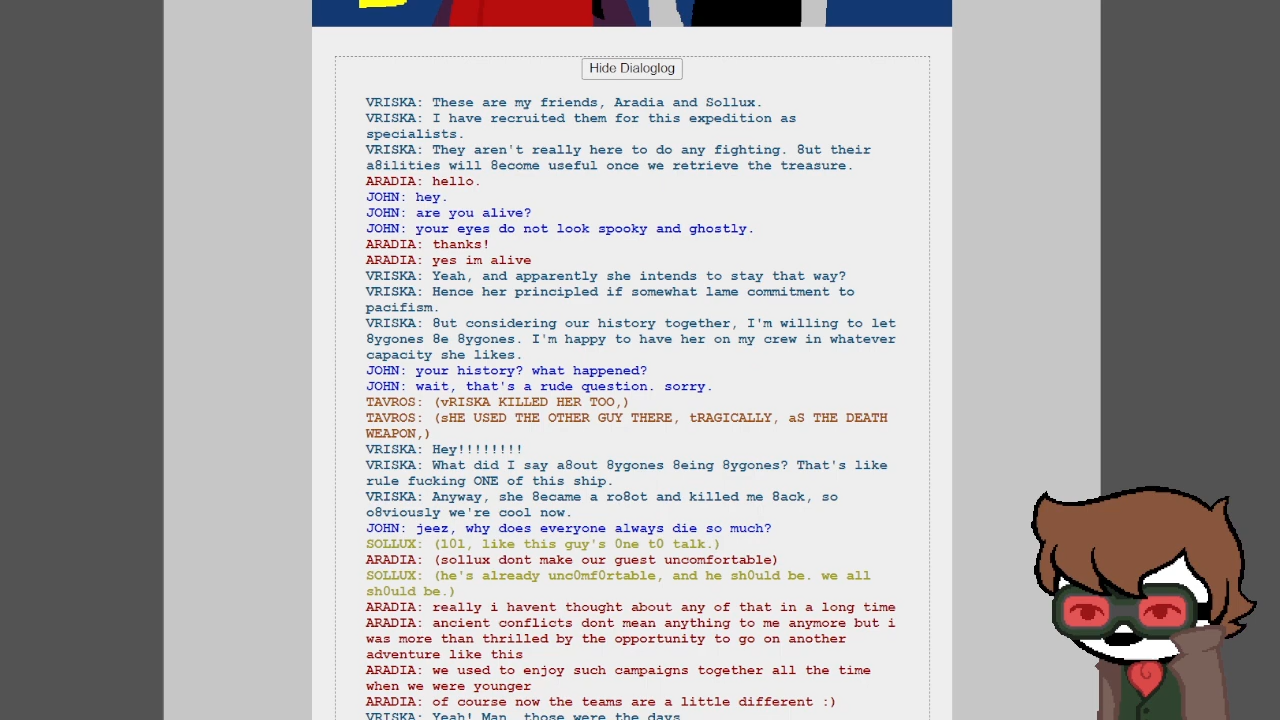 Hide Dialoglog
VRISKA: These are my friends, Aradia and Sollux.
VRISKA: I have recruited them for this expedition as
specialists.
VRISKA: They aren't really here to do any fighting. 8ut their
a8ilities will 8ecome useful once we retrieve the treasure.
ARADIA: hello.
JOHN: hey.
JOHN: are you alive?
JOHN: your eyes do not look spooky and ghostly.
ARADIA: thanks!
ARADIA: yes im alive
VRISKA: Yeah, and apparently she intends to stay that way?
VRISKA: Hence her principled if somewhat lame commitment to
pacifism.
VRISKA: 8ut considering our history together, I'm willing to let
8ygones 8e 8ygones. I'm happy to have her on my crew in whatever
capacity she likes.
JOHN: your history? what happened?
JOHN: wait, that's a rude question. sorry.
TAVROS: (vRISKA KILLED HER TOO,)
TAVROS: (sHE USED THE OTHER GUY THERE, tRAGICALLY, aS THE DEATH
WEAPON,)
VRISKA: Hey!!!!!!!!
VRISKA: What did I say a8out 8ygones 8eing 8ygones? That's like
rule fucking ONE of this ship.
VRISKA: Anyway, she 8ecame a ro8ot and killed me 8ack, so
o8viously we're cool now.
JOHN: jeez, why does everyone always die so much?
SOLLUX: (l0l, like this guy's 0ne t0 talk.)
ARADIA: (sollux dont make our guest uncomfortable)
SOLLUX: (he's already unc0mf0rtable, and he sh0uld be. we all
sh0uld be.)
ARADIA: really i havent thought about any of that in a long time
ARADIA: ancient conflicts dont mean anything to me anymore but i
was more than thrilled by the opportunity to go on another
adventure like this
ARADIA: we used to enjoy such campaigns together all the time
when we were younger
ARADIA: of course now the teams are a little different :)
VRISKA: Yeah! Man, those were the days.